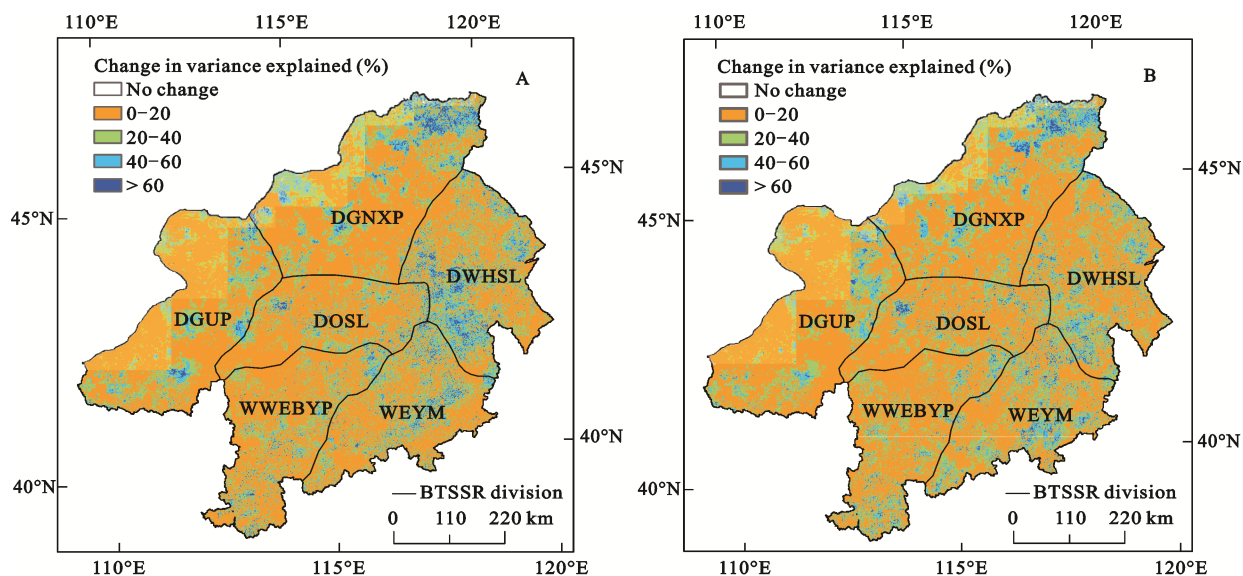 110°E 115°E 120°E
Change in variance explained (%)
No change
0−20
20−40
40−60
> 60
A
45°N
45°N
DGNXP
DWHSL
DGUP
DOSL
WWEBYP
WEYM
40°N
40°N
BTSSR division
0 110 220 km
110°E 115°E 120°E
110°E 115°E 120°E
Change in variance explained (%)
No change
0−20
20−40
40−60
> 60
B
45°N
45°N
DGNXP
DWHSL
DGUP
DOSL
WWEBYP
WEYM
40°N
40°N
BTSSR division
0 110 220 km
110°E 115°E 120°E